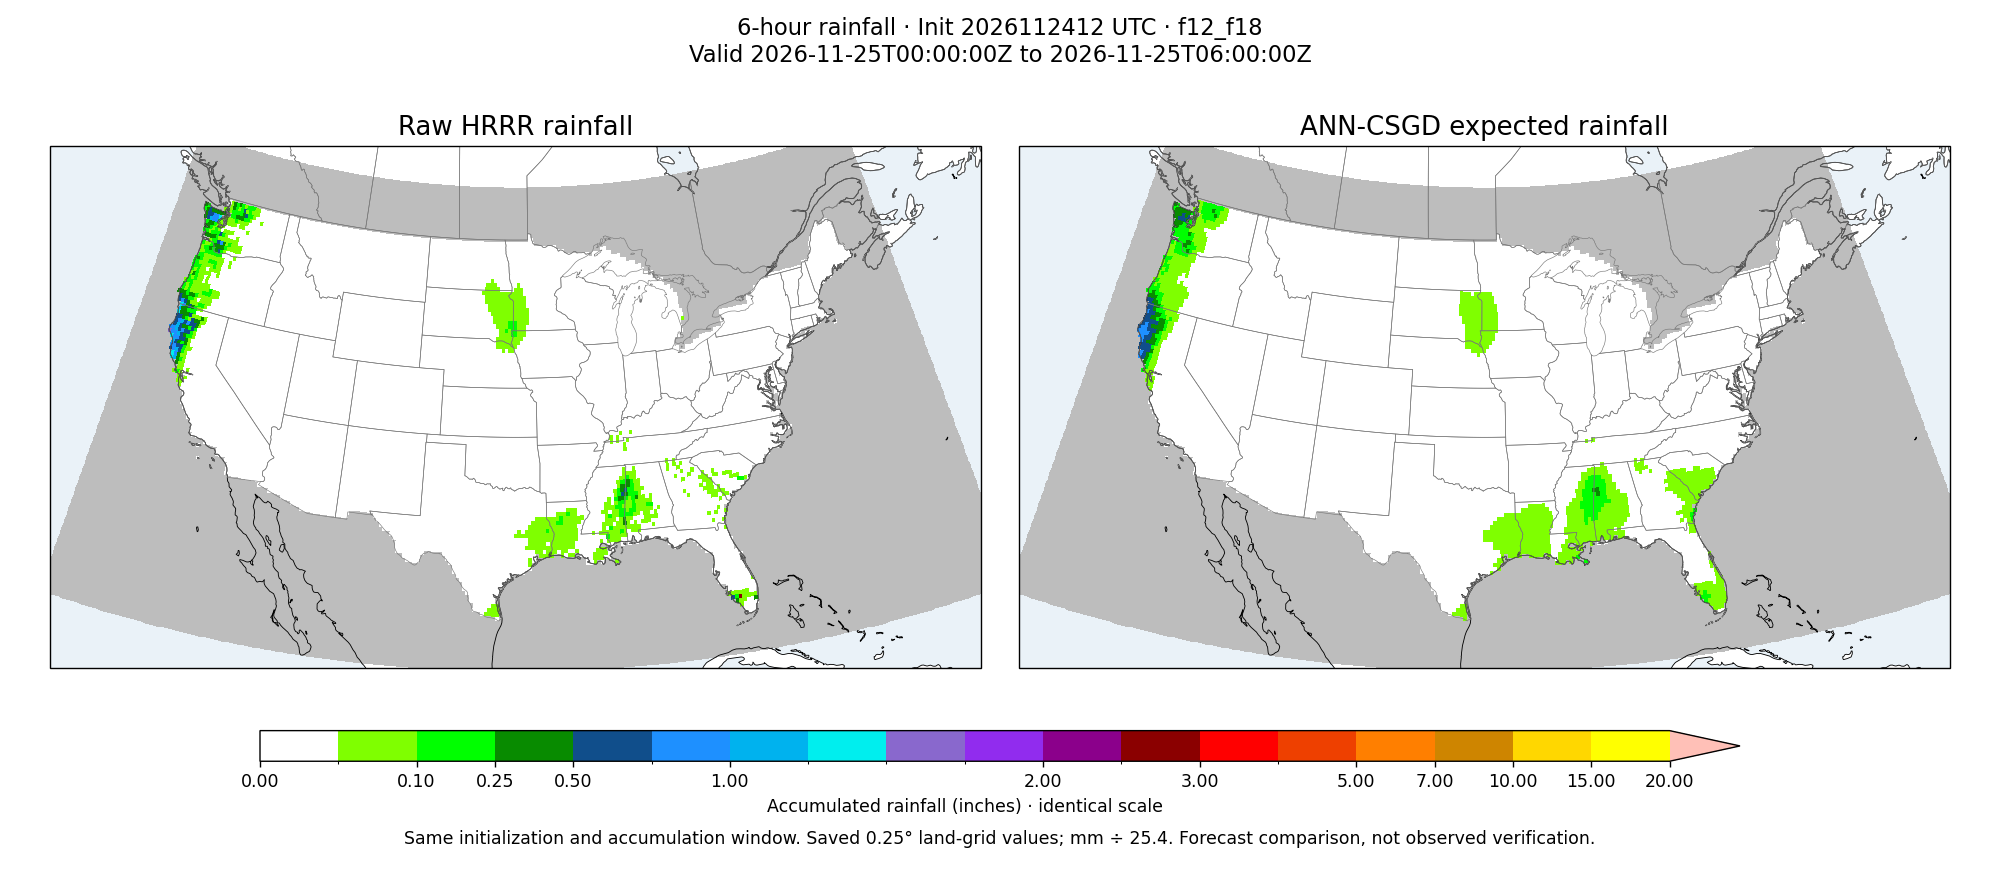 6-hour rainfall · Init 2026112412 UTC · f12_f18
Valid 2026-11-25T00:00:00Z to 2026-11-25T06:00:00Z
Raw HRRR rainfall
ANN-CSGD expected rainfall
0.00 0.10 0.25 0.50 1.00 2.00 3.00 5.00 7.00 10.00 15.00 20.00
Accumulated rainfall (inches) · identical scale
Same initialization and accumulation window. Saved 0.25° land-grid values; mm ÷ 25.4. Forecast comparison, not observed verification.